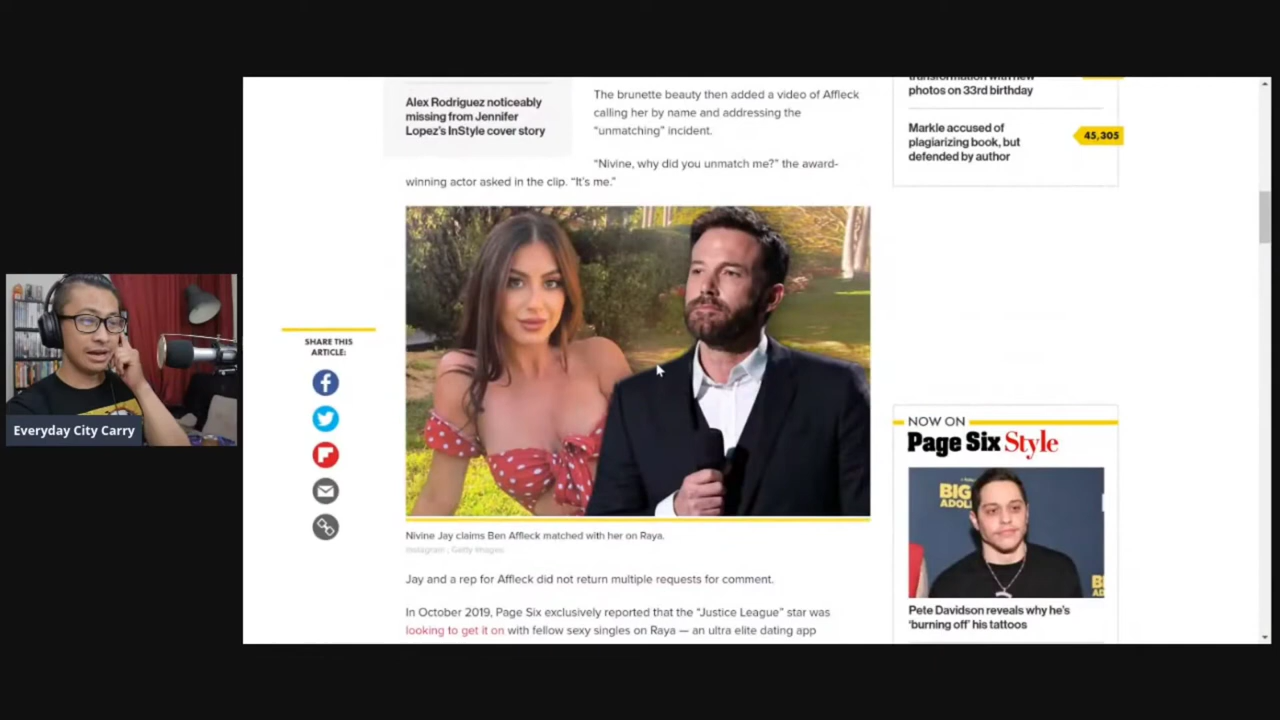 Alex Rodriguez noticeably
missing from Jennifer
Lopez's InStyle cover story
The brunette beauty then added a video of Affleck
calling her by name and addressing the
“unmatching” incident.
“Nivine, why did you unmatch me?” the award-
winning actor asked in the clip. “It's me.”
transformation with new
photos on 33rd birthday
Markle accused of
plagiarizing book, but
defended by author
45,305
SHARE THIS
ARTICLE:
Everyday City Carry
NOW ON
Page Six Style
BIG
ADOL
Nivine Jay claims Ben Affleck matched with her on Raya.
Instagram; Getty Images
Jay and a rep for Affleck did not return multiple requests for comment.
In October 2019, Page Six exclusively reported that the “Justice League” star was
looking to get it on with fellow sexy singles on Raya — an ultra elite dating app
Pete Davidson reveals why he's
‘burning off’ his tattoos